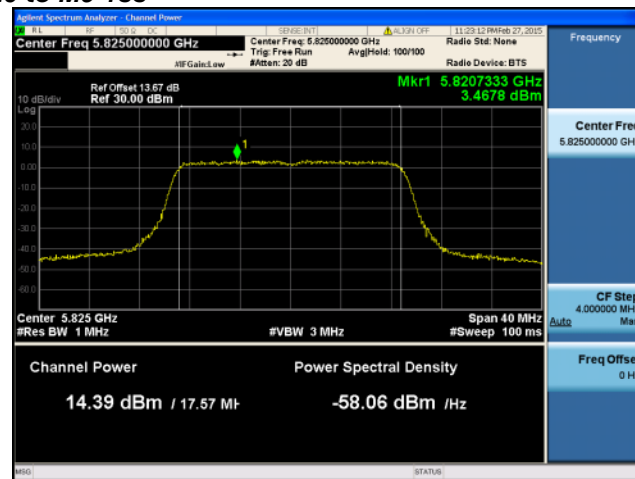 Agilent Spectrum Analyzer - Channel Power
RL RF 50 Ω DC SENSE:INT ALIGN OFF 11:23:12 PM Feb 27, 2015
Center Freq 5.825000000 GHz
Center Freq: 5.825000000 GHz
Radio Std: None
Trig: Free Run Avg|Hold: 100/100
#IFGain:Low #Atten: 20 dB
Radio Device: BTS
Frequency
Mkr1 5.8207333 GHz
3.4678 dBm
Ref Offset 13.67 dB
10 dB/div Ref 30.00 dBm
Log
20.0
10.0
0.00
-10.0
-20.0
-30.0
-40.0
-50.0
-60.0
1
Center Fre
5.825000000 GH
Center 5.825 GHz
Span 40 MHz
#Res BW 1 MHz
#VBW 3 MHz
#Sweep 100 ms
CF Step
4.000000 MH
Auto Ma
Freq Offse
0 H
Channel Power
Power Spectral Density
14.39 dBm / 17.57 MH
-58.06 dBm /Hz
MSG
STATUS